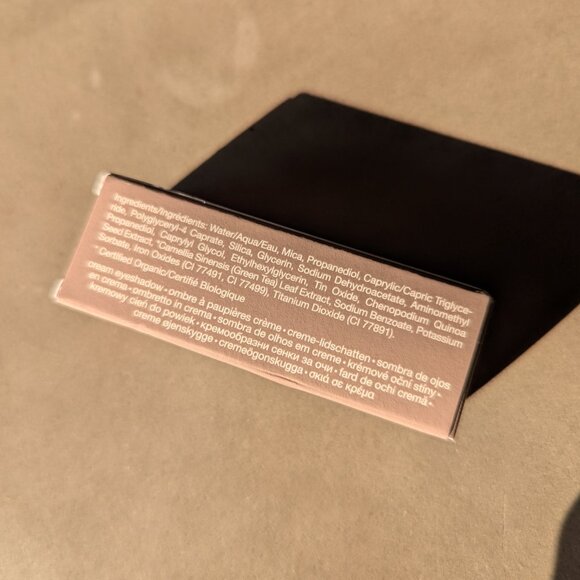 Ingredients/Ingrédients: Water/Aqua/Eau, Mica, Propanediol, Caprylic/Capric Triglyce-
ride, Polyglyceryl-4 Caprate, Silica, Glycerin, Sodium Dehydroacetate, Aminomethyl
Propanediol, Caprylyl Glycol, Ethylhexylglycerin, Tin Oxide, Chenopodium Quinoa
Seed Extract, *Camellia Sinensis (Green Tea) Leaf Extract, Sodium Benzoate, Potassium
Sorbate, Iron Oxides (CI 77491, CI 77499), Titanium Dioxide (CI 77891).
* Certified Organic/Certifié Biologique
cream eyeshadow • ombre à paupières crème • creme-lidschatten • sombra de ojos
en crema • ombretto in crema • sombra de olhos em creme • krémové oční stíny •
kremowy cień do powiek • кремообразни сенки за очи • fard de ochi cremă •
creme øjenskygge • cremeögonskugga • σκιά σε κρέμα